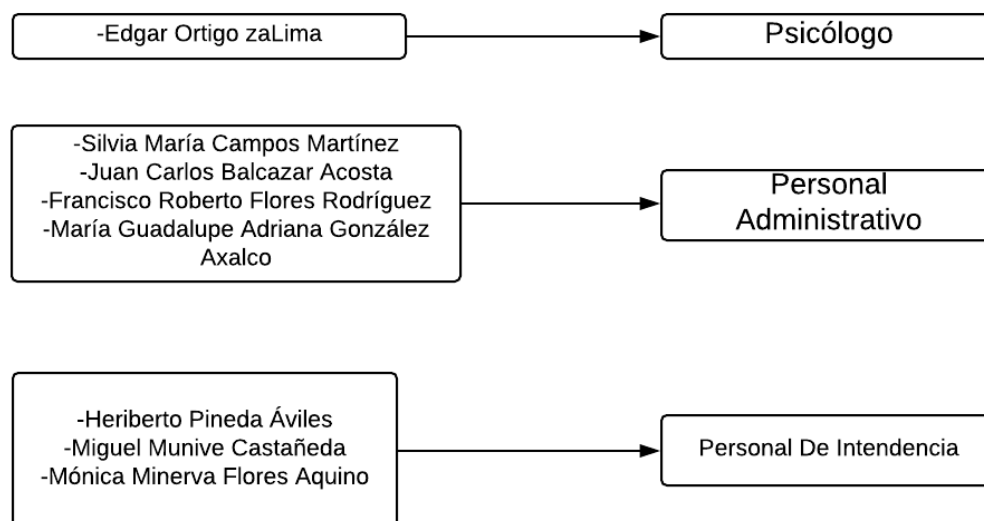 -Edgar Ortigo zaLima
Psicólogo
-Silvia María Campos Martínez
-Juan Carlos Balcazar Acosta
-Francisco Roberto Flores Rodríguez
-María Guadalupe Adriana González
Axalco
Personal
Administrativo
-Heriberto Pineda Áviles
-Miguel Munive Castañeda
-Mónica Minerva Flores Aquino
Personal De Intendencia